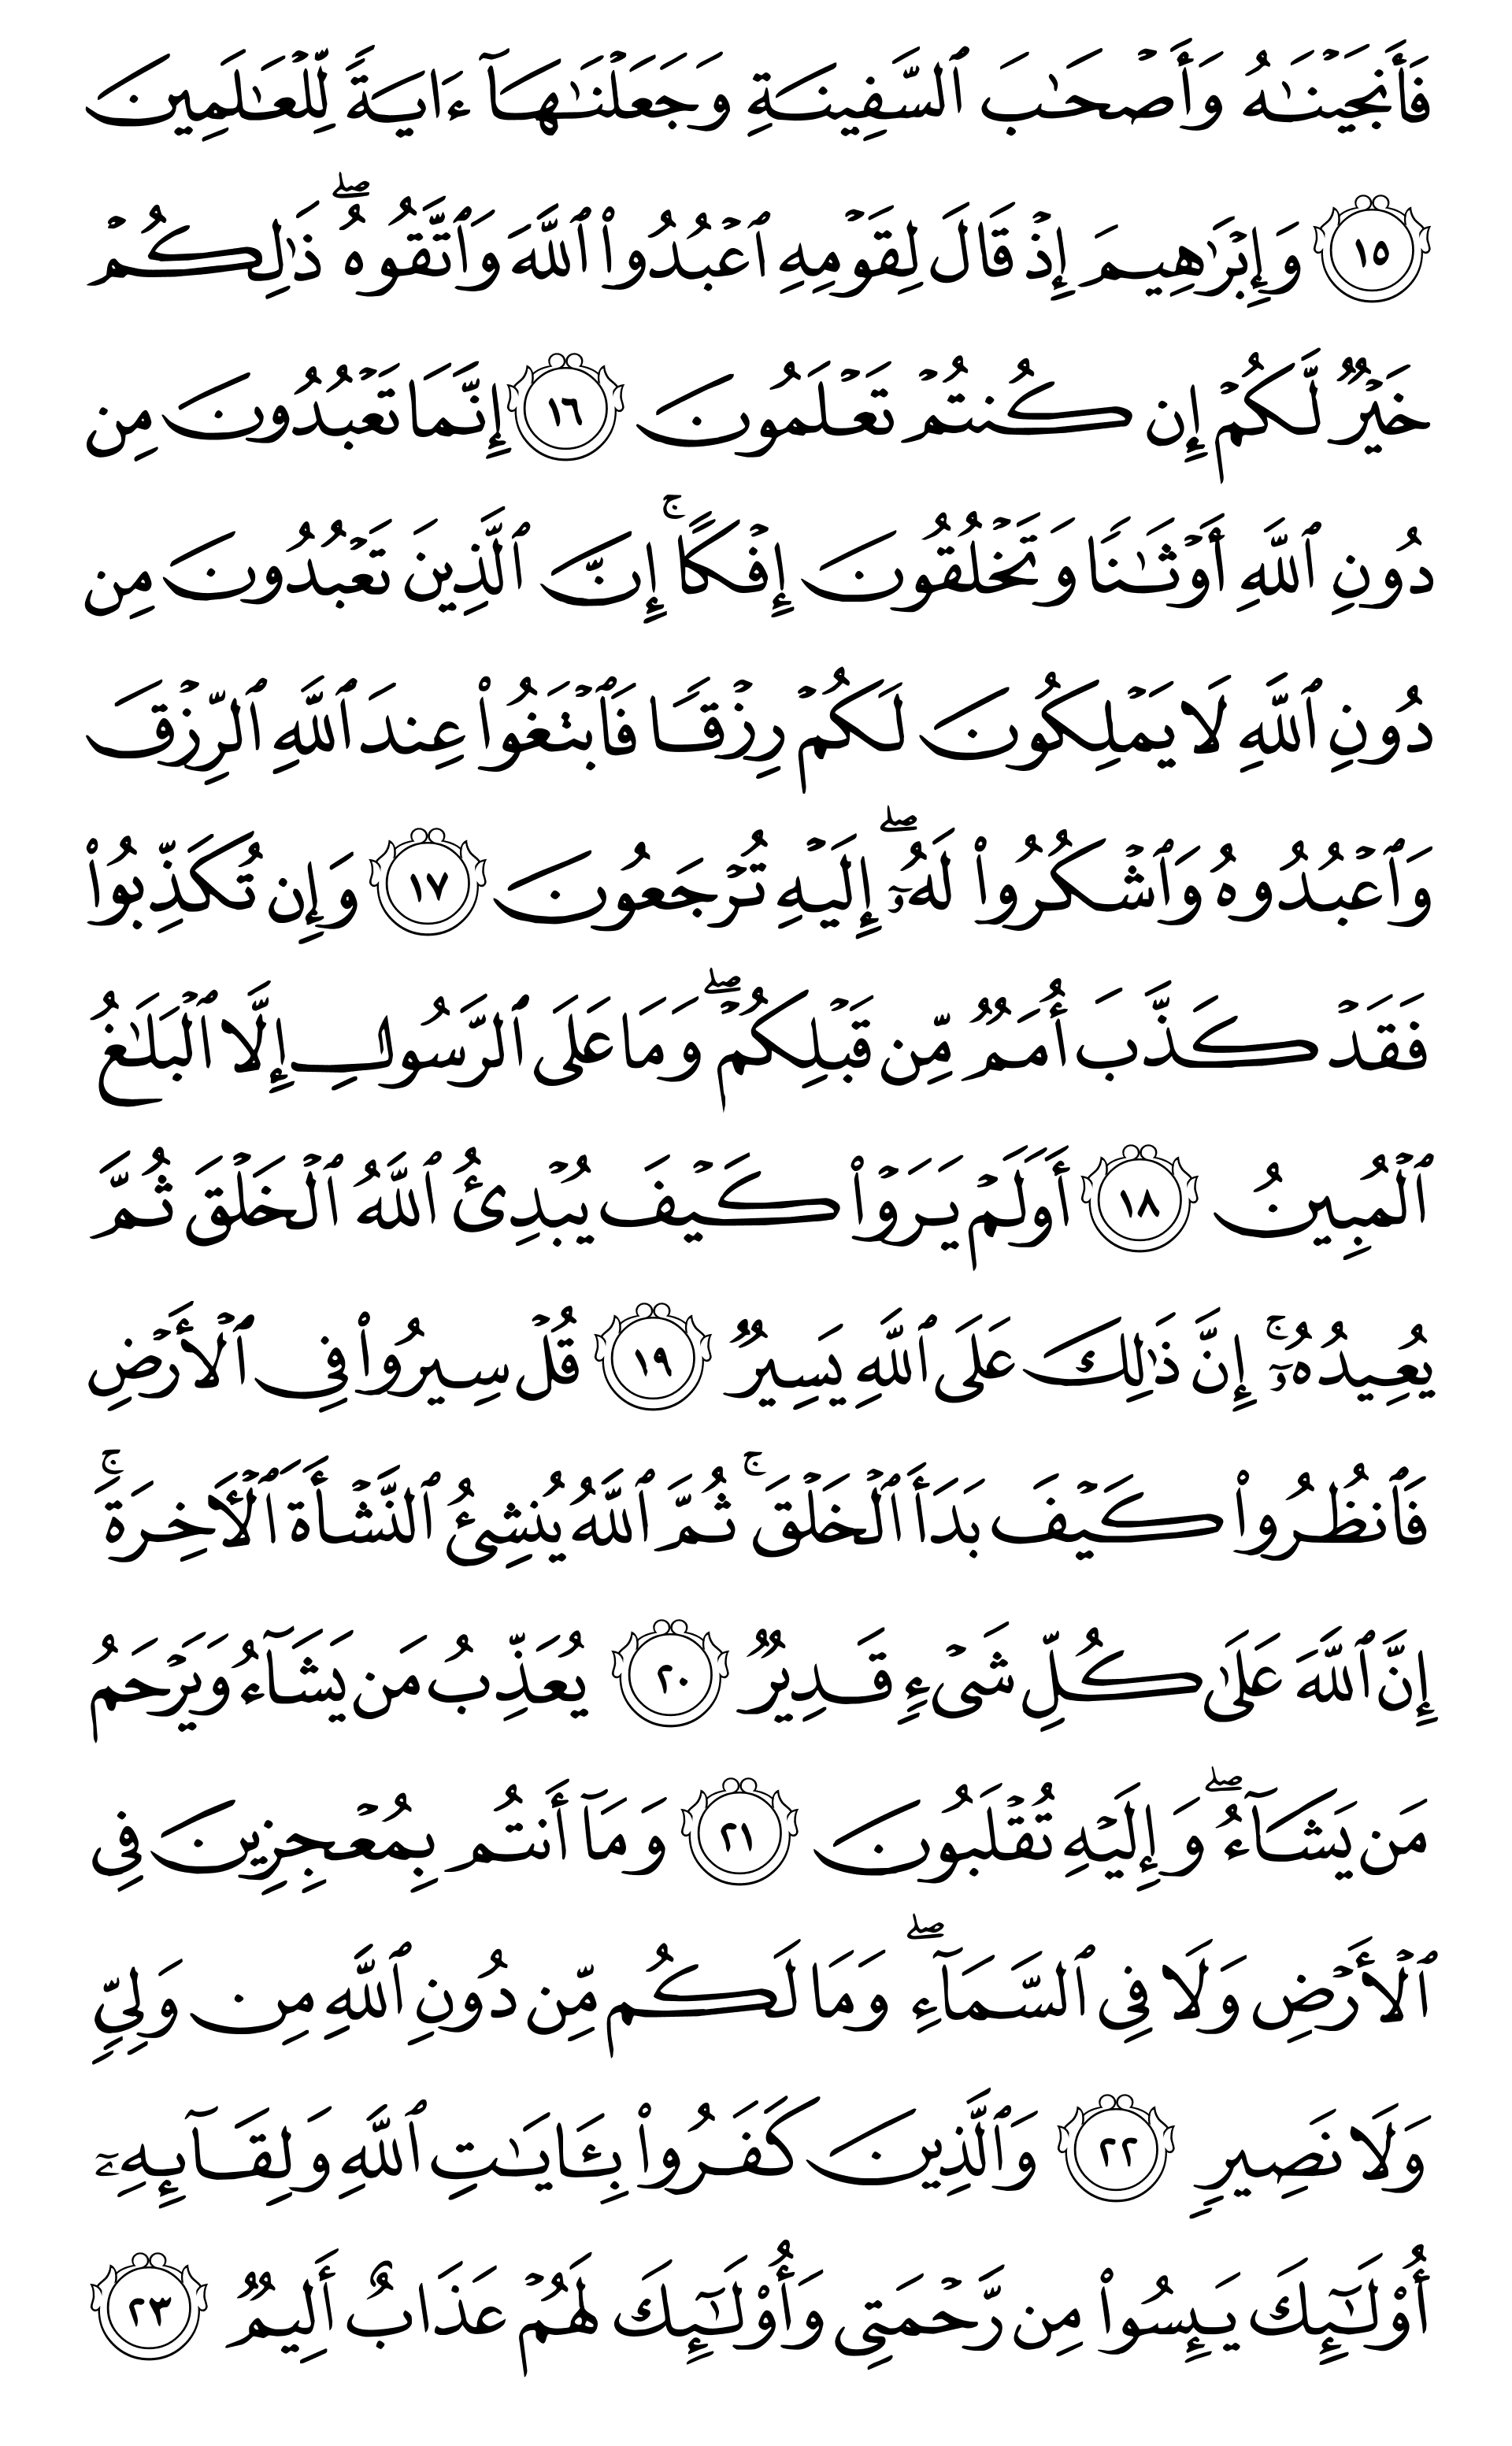 فَأَنجَيْنَٰهُ وَأَصْحَٰبَ ٱلسَّفِينَةِ وَجَعَلْنَٰهَآ ءَايَةً لِّلْعَٰلَمِينَ
١٥ وَإِبْرَٰهِيمَ إِذْ قَالَ لِقَوْمِهِ ٱعْبُدُوا۟ ٱللَّهَ وَٱتَّقُوهُ ۖ ذَٰلِكُمْ
خَيْرٌ لَّكُمْ إِن كُنتُمْ تَعْلَمُونَ ١٦ إِنَّمَا تَعْبُدُونَ مِن
دُونِ ٱللَّهِ أَوْثَٰنًا وَتَخْلُقُونَ إِفْكًا ۚ إِنَّ ٱلَّذِينَ تَعْبُدُونَ مِن
دُونِ ٱللَّهِ لَا يَمْلِكُونَ لَكُمْ رِزْقًا فَٱبْتَغُوا۟ عِندَ ٱللَّهِ ٱلرِّزْقَ
وَٱعْبُدُوهُ وَٱشْكُرُوا۟ لَهُۥٓ ۖ إِلَيْهِ تُرْجَعُونَ ١٧ وَإِن تُكَذِّبُوا۟
فَقَدْ كَذَّبَ أُمَمٌ مِّن قَبْلِكُمْ ۖ وَمَا عَلَى ٱلرَّسُولِ إِلَّا ٱلْبَلَٰغُ
ٱلْمُبِينُ ١٨ أَوَلَمْ يَرَوْا۟ كَيْفَ يُبْدِئُ ٱللَّهُ ٱلْخَلْقَ ثُمَّ
يُعِيدُهُۥٓ ۚ إِنَّ ذَٰلِكَ عَلَى ٱللَّهِ يَسِيرٌ ١٩ قُلْ سِيرُوا۟ فِى ٱلْأَرْضِ
فَٱنظُرُوا۟ كَيْفَ بَدَأَ ٱلْخَلْقَ ۚ ثُمَّ ٱللَّهُ يُنشِئُ ٱلنَّشْأَةَ ٱلْأَخِرَةَ ۚ
إِنَّ ٱللَّهَ عَلَىٰ كُلِّ شَىْءٍ قَدِيرٌ ٢٠ يُعَذِّبُ مَن يَشَآءُ وَيَرْحَمُ
مَن يَشَآءُ ۖ وَإِلَيْهِ تُقْلَبُونَ ٢١ وَمَآ أَنتُم بِمُعْجِزِينَ فِى
ٱلْأَرْضِ وَلَا فِى ٱلسَّمَآءِ ۖ وَمَا لَكُم مِّن دُونِ ٱللَّهِ مِن وَلِىٍّ
وَلَا نَصِيرٍ ٢٢ وَٱلَّذِينَ كَفَرُوا۟ بِـَٔايَٰتِ ٱللَّهِ وَلِقَآئِهِۦٓ
أُو۟لَٰٓئِكَ يَئِسُوا۟ مِن رَّحْمَتِى وَأُو۟لَٰٓئِكَ لَهُمْ عَذَابٌ أَلِيمٌ ٢٣